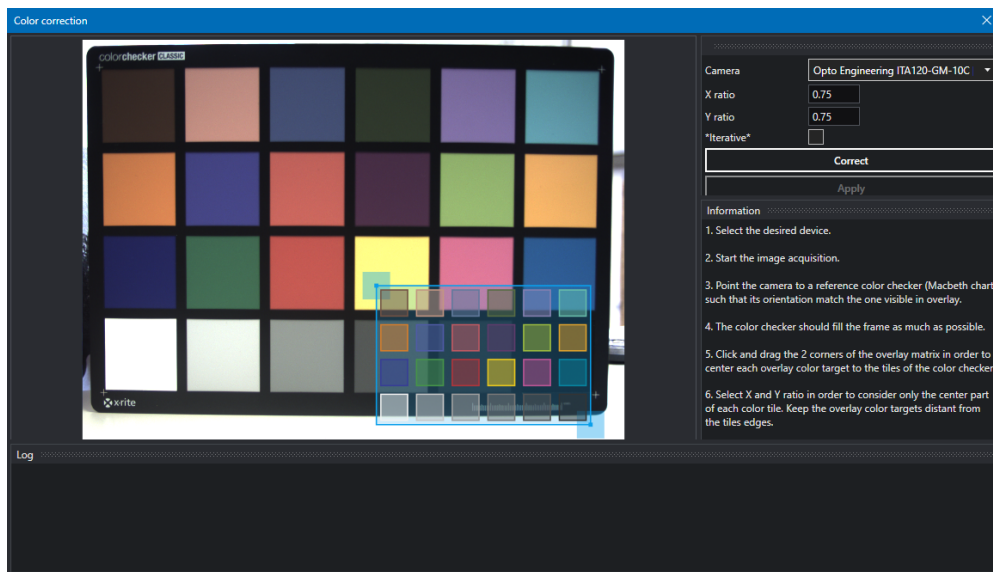 Color correction
colorchecker CLASSIC
x-rite
Camera
Opto Engineering ITA120-GM-10C
X ratio
0.75
Y ratio
0.75
*Iterative*
Correct
Apply
Information
1. Select the desired device.
2. Start the image acquisition.
3. Point the camera to a reference color checker (Macbeth chart
such that its orientation match the one visible in overlay.
4. The color checker should fill the frame as much as possible.
5. Click and drag the 2 corners of the overlay matrix in order to
center each overlay color target to the tiles of the color checker
6. Select X and Y ratio in order to consider only the center part
of each color tile. Keep the overlay color targets distant from
the tiles edges.
Log